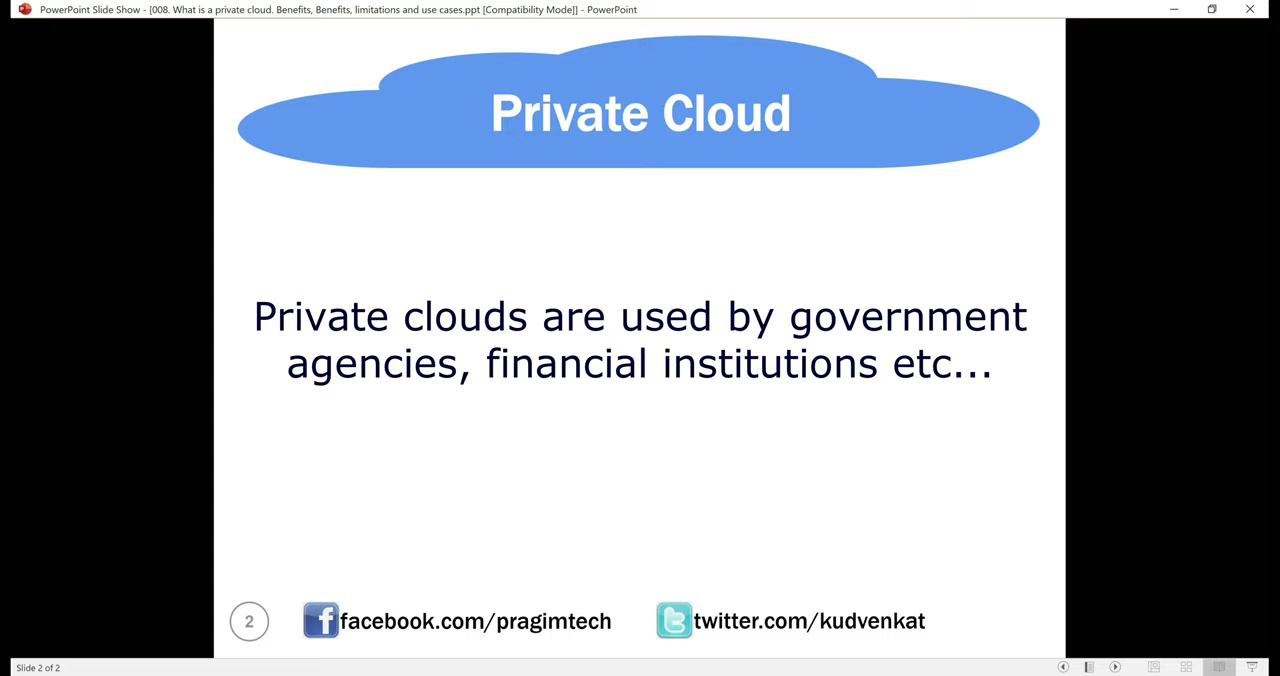 PowerPoint Slide Show - [008. What is a private cloud. Benefits, Benefits, limitations and use cases.ppt [Compatibility Mode]] - PowerPoint
Private Cloud
Private clouds are used by government
agencies, financial institutions etc...
2
facebook.com/pragimtech
twitter.com/kudvenkat
Slide 2 of 2